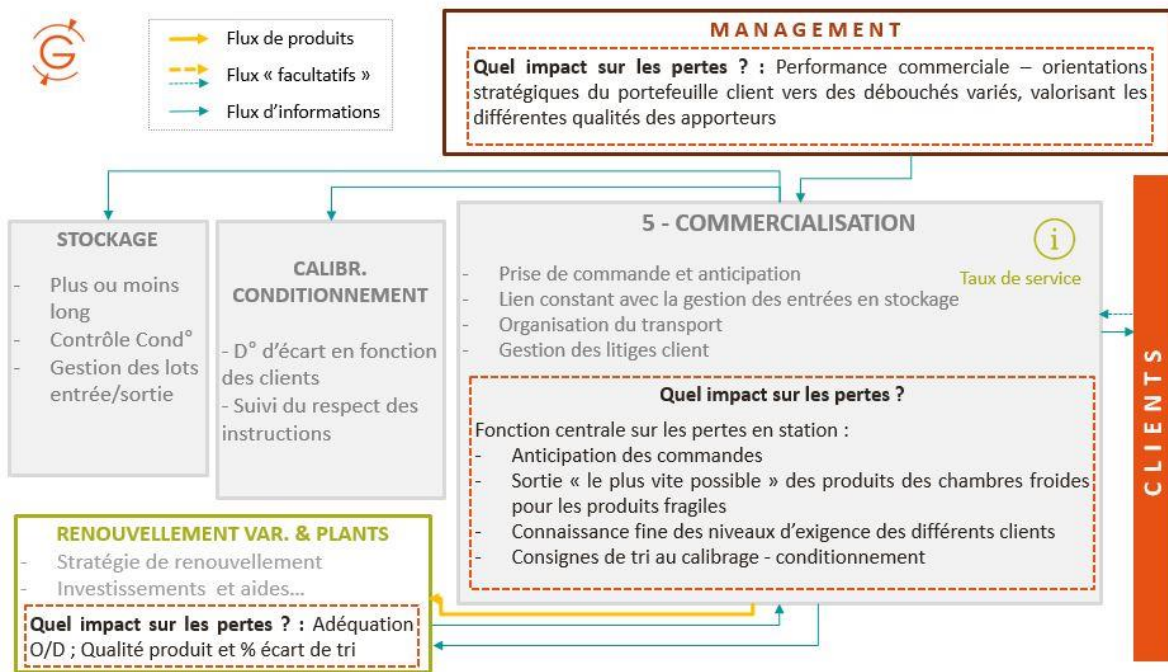 G
Flux de produits
Flux « facultatifs »
Flux d'informations
MANAGEMENT
Quel impact sur les pertes ? : Performance commerciale – orientations
stratégiques du portefeuille client vers des débouchés variés, valorisant les
différentes qualités des apporteurs
STOCKAGE
- Plus ou moins
long
- Contrôle Cond°
- Gestion des lots
entrée/sortie
CALIBR.
CONDITIONNEMENT
- D° d'écart en fonction
des clients
- Suivi du respect des
instructions
5 - COMMERCIALISATION
- Prise de commande et anticipation
- Lien constant avec la gestion des entrées en stockage
- Organisation du transport
- Gestion des litiges client
i
Taux de service
Quel impact sur les pertes ?
Fonction centrale sur les pertes en station :
- Anticipation des commandes
- Sortie « le plus vite possible » des produits des chambres froides
pour les produits fragiles
- Connaissance fine des niveaux d'exigence des différents clients
- Consignes de tri au calibrage - conditionnement
CLIENTS
RENOUVELLEMENT VAR. & PLANTS
- Stratégie de renouvellement
- Investissements et aides...
Quel impact sur les pertes ? : Adéquation
O/D ; Qualité produit et % écart de tri